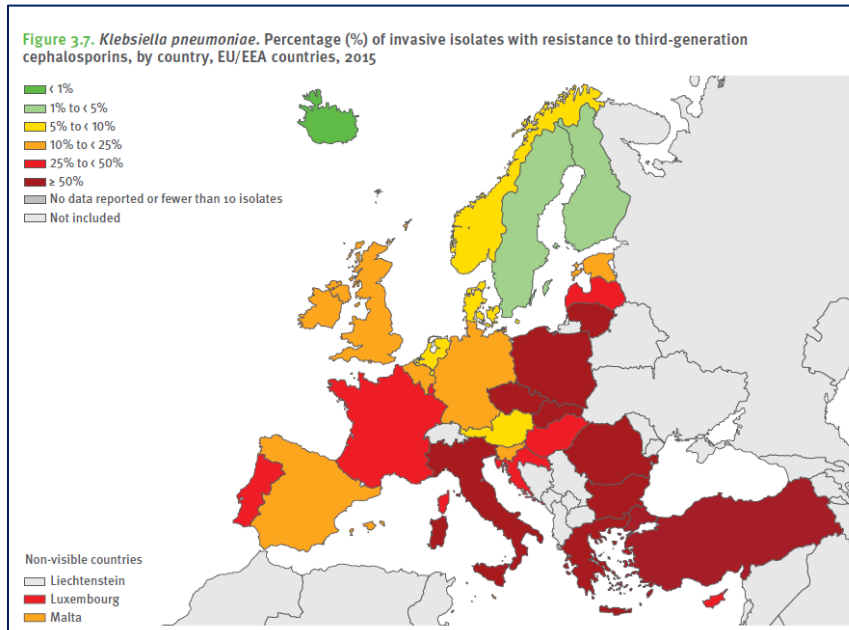 Figure 3.7. Klebsiella pneumoniae. Percentage (%) of invasive isolates with resistance to third-generation
cephalosporins, by country, EU/EEA countries, 2015
< 1%
1% to < 5%
5% to < 10%
10% to < 25%
25% to < 50%
≥ 50%
No data reported or fewer than 10 isolates
Not included
Non-visible countries
Liechtenstein
Luxembourg
Malta